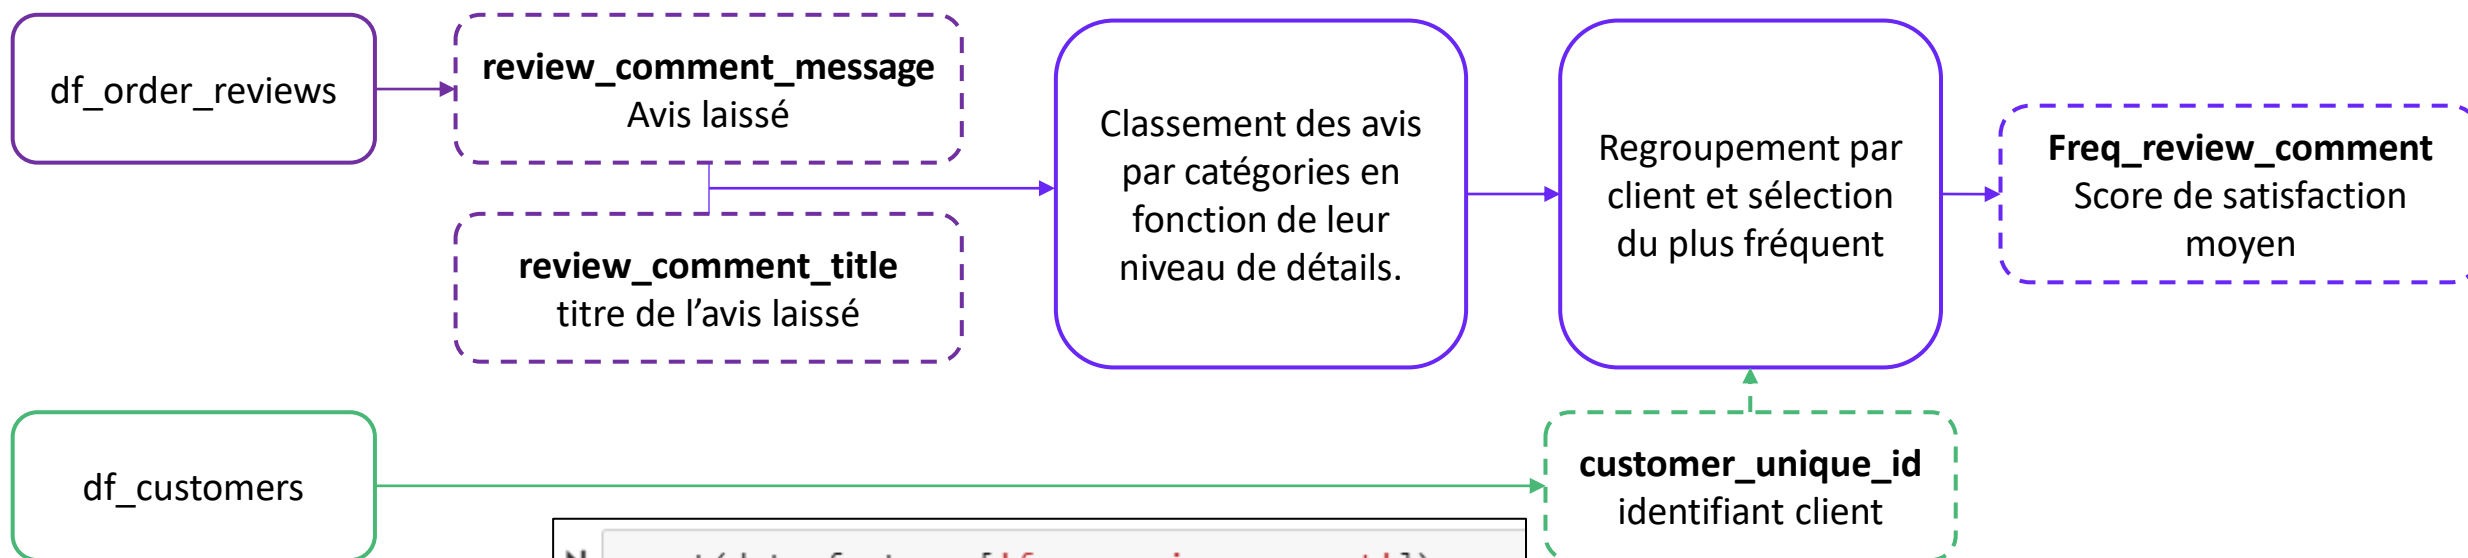 df_order_reviews
review_comment_message
Avis laissé
review_comment_title
titre de l’avis laissé
Classement des avis
par catégories en
fonction de leur
niveau de détails.
Regroupement par
client et sélection
du plus fréquent
Freq_review_comment
Score de satisfaction
moyen
df_customers
customer_unique_id
identifiant client